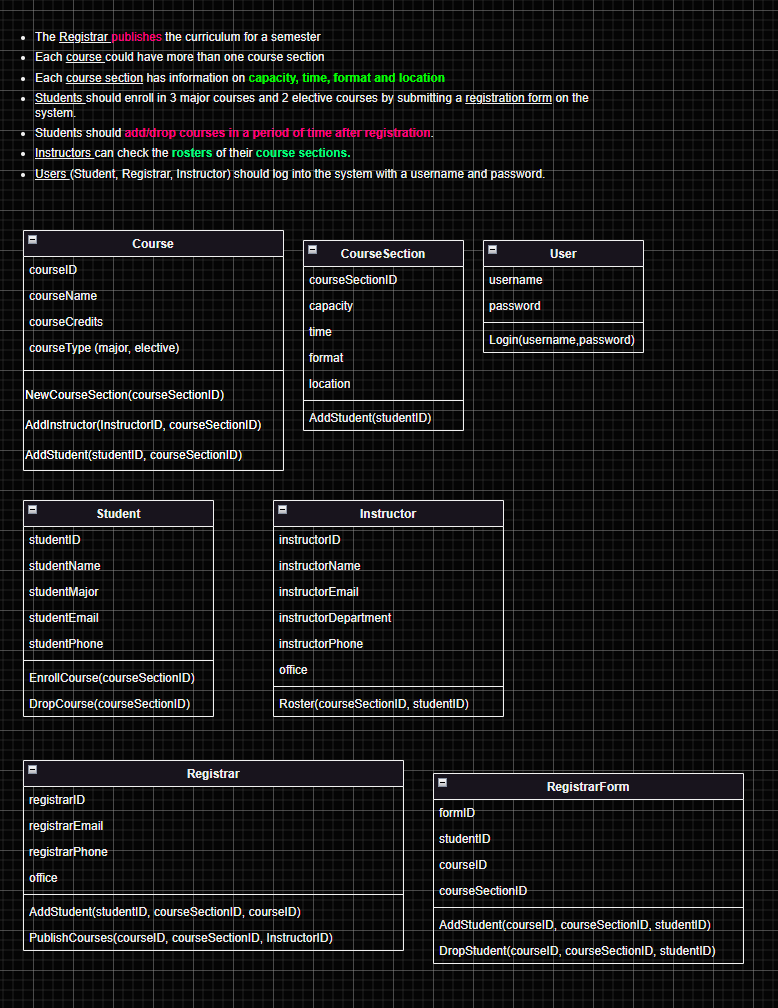 The Registrar publishes the curriculum for a semester
Each course could have more than one course section
Each course section has information on capacity, time, format and location
Students should enroll in 3 major courses and 2 elective courses by submitting a registration form on the
system.
Students should add/drop courses in a period of time after registration.
Instructors can check the rosters of their course sections.
Users (Student, Registrar, Instructor) should log into the system with a username and password.
Course
courseID
courseName
courseCredits
courseType (major, elective)
NewCourseSection(courseSectionID)
AddInstructor(InstructorID, courseSectionID)
AddStudent(studentID, courseSectionID)
CourseSection
courseSectionID
capacity
time
format
location
AddStudent(studentID)
User
username
password
Login(username,password)
Student
studentID
studentName
studentMajor
studentEmail
studentPhone
EnrollCourse(courseSectionID)
DropCourse(courseSectionID)
Instructor
instructorID
instructorName
instructorEmail
instructorDepartment
instructorPhone
office
Roster(courseSectionID, studentID)
Registrar
registrarID
registrarEmail
registrarPhone
office
AddStudent(studentID, courseSectionID, courseID)
PublishCourses(courseID, courseSectionID, InstructorID)
RegistrarForm
formID
studentID
courseID
courseSectionID
AddStudent(courseID, courseSectionID, studentID)
DropStudent(courseID, courseSectionID, studentID)